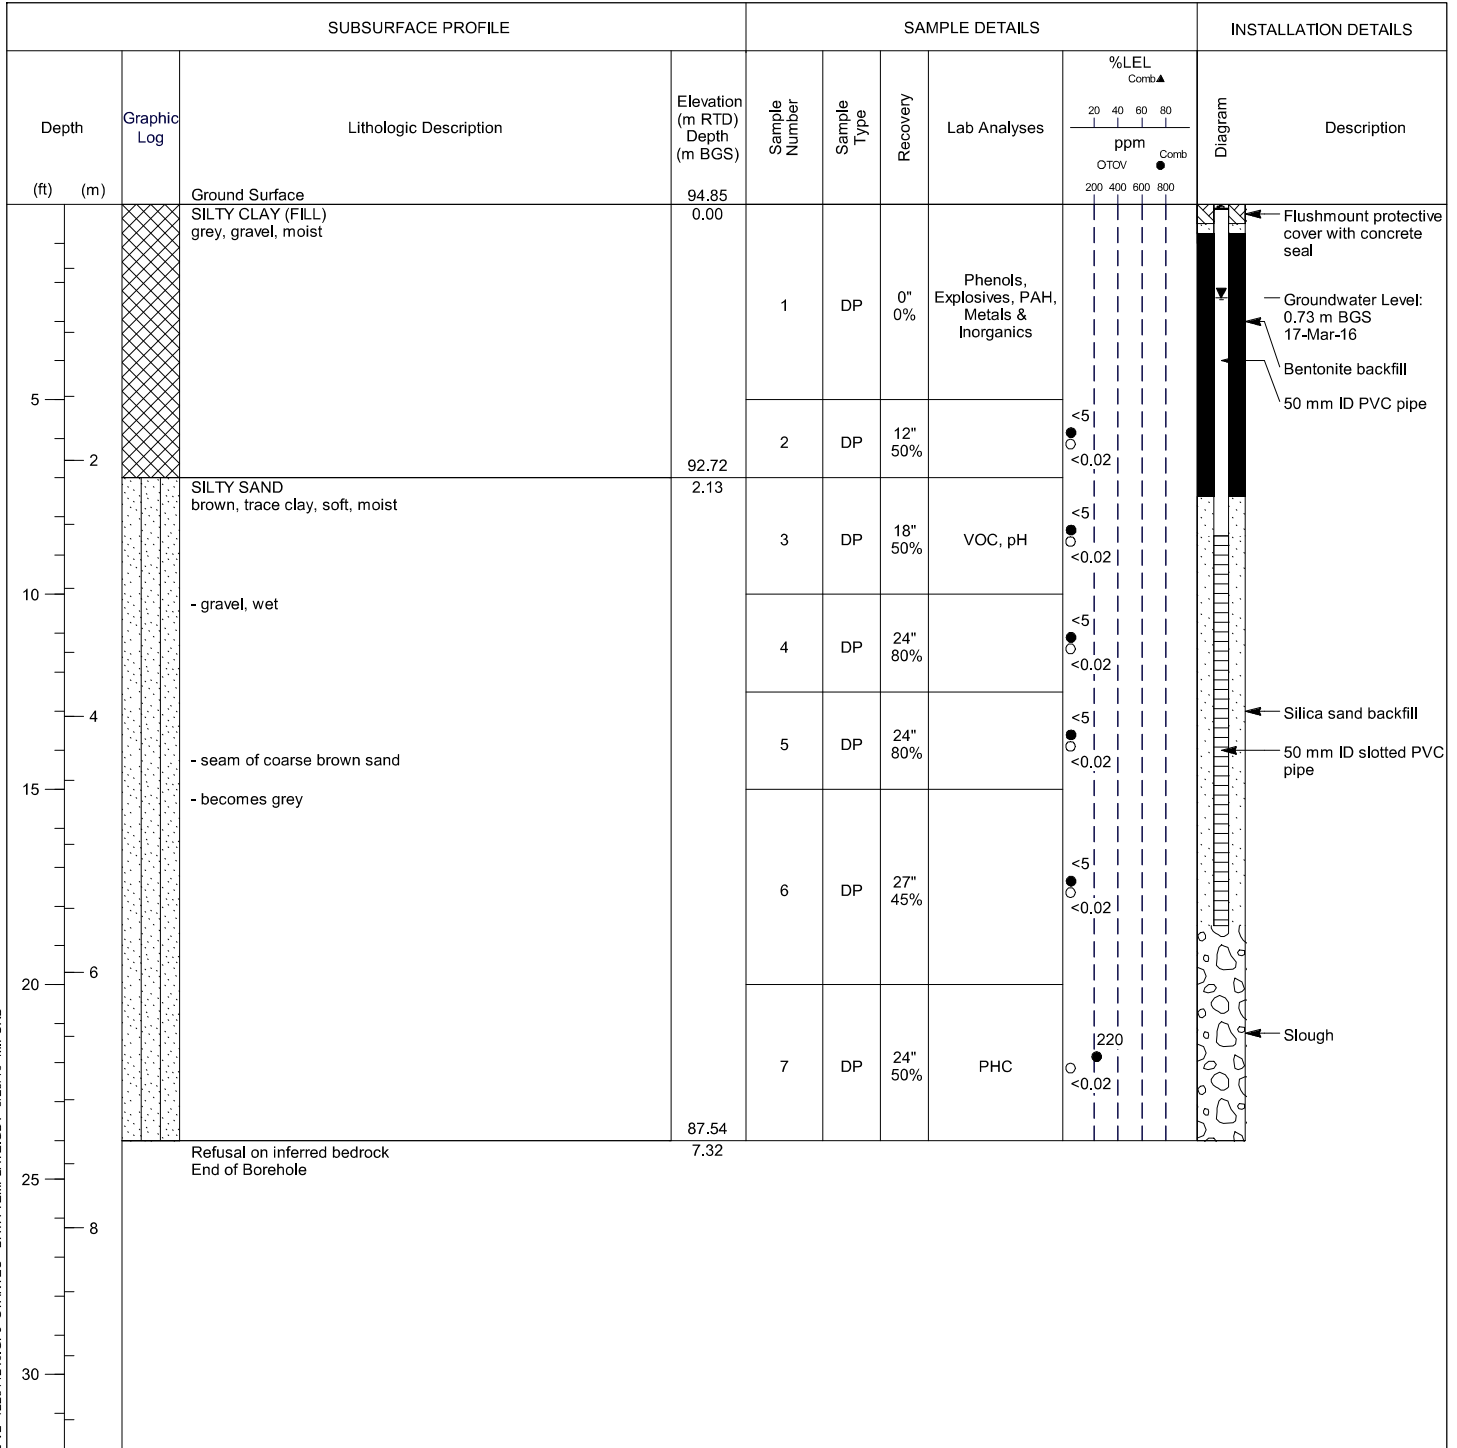 SUBSURFACE PROFILE
SAMPLE DETAILS
INSTALLATION DETAILS
Depth
(ft) (m)
Graphic
Log
Lithologic Description
Ground Surface
Elevation
(m RTD)
Depth
(m BGS)
94.85
Sample
Number
Sample
Type
Recovery
Lab Analyses
%LEL
Comb▲
20 40 60 80
ppm
OTOV ● Comb
200 400 600 800
Diagram
Description
SILTY CLAY (FILL)
grey, gravel, moist
0.00
1
DP
0"
0%
Phenols,
Explosives, PAH,
Metals &
Inorganics
Flushmount protective
cover with concrete
seal
Groundwater Level:
0.73 m BGS
17-Mar-16
Bentonite backfill
50 mm ID PVC pipe
5
2
92.72
2
DP
12"
50%
<5
<0.02
SILTY SAND
brown, trace clay, soft, moist
2.13
3
DP
18"
50%
VOC, pH
<5
<0.02
10
- gravel, wet
4
DP
24"
80%
<5
<0.02
4
- seam of coarse brown sand
5
DP
24"
80%
<5
<0.02
Silica sand backfill
50 mm ID slotted PVC
pipe
15
- becomes grey
6
DP
27"
45%
<5
<0.02
6
20
7
DP
24"
50%
PHC
220
<0.02
Slough
87.54
Refusal on inferred bedrock
End of Borehole
7.32
25
8
30